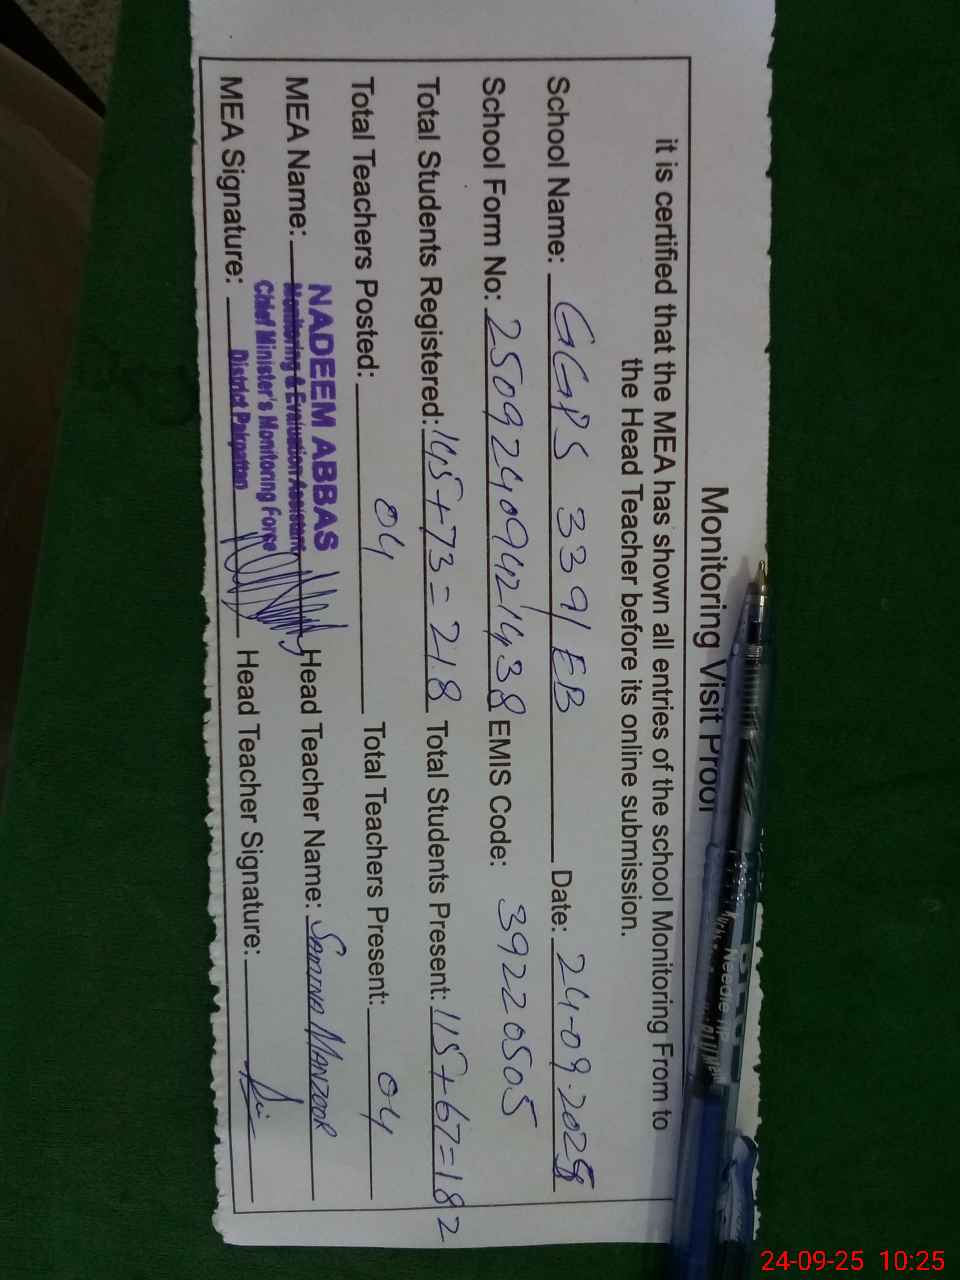 Monitoring Visit Proof
it is certified that the MEA has shown all entries of the school Monitoring From to
the Head Teacher before its online submission.
School Name: GGPS 339/EB Date: 24-09-2025
School Form No: 25092409421438 EMIS Code: 39220505
Total Students Registered: 145+73=218 Total Students Present: 115+67=182
Total Teachers Posted: 04 Total Teachers Present: 04
NADEEM ABBAS
MEA Name: Monitoring & Evaluation Assistant Head Teacher Name: Samina MANZOOR
Chief Minister's Monitoring Force
MEA Signature: District Pakpattan Head Teacher Signature:
Needle Tip
24-09-25 10:25